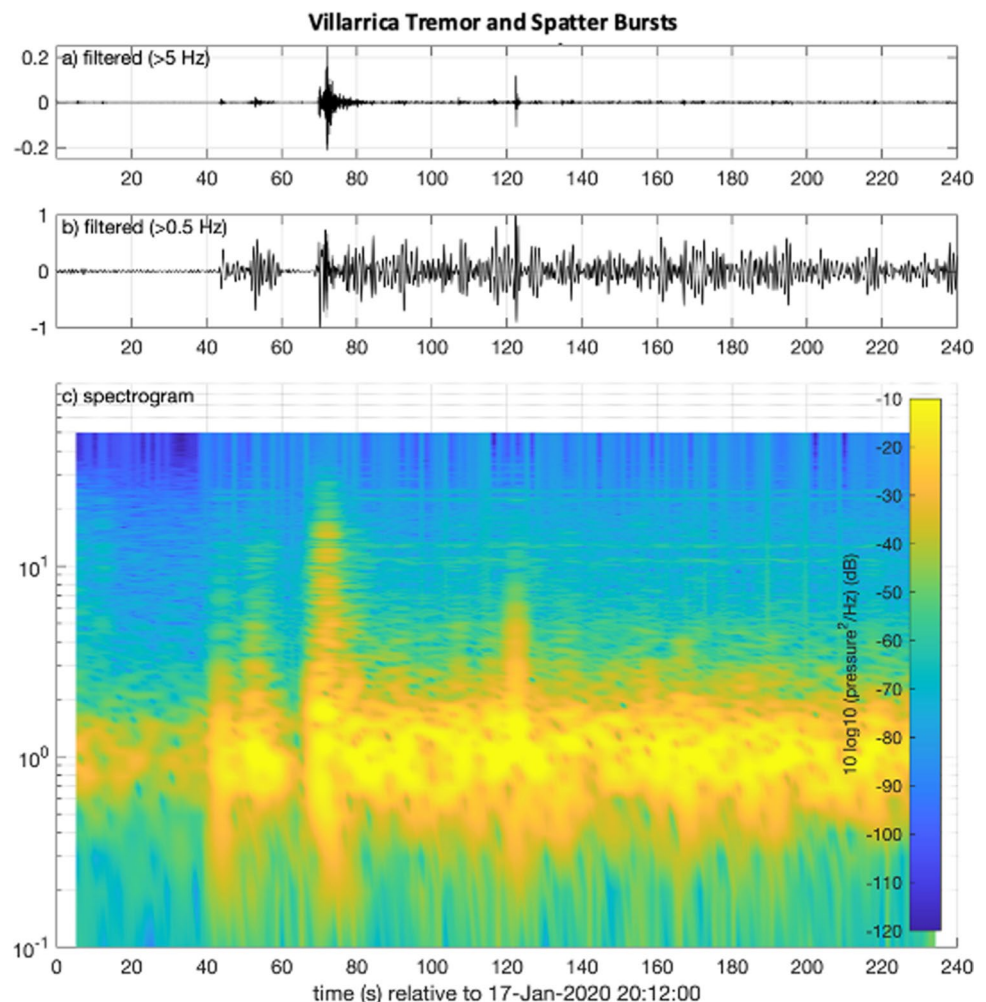 Villarrica Tremor and Spatter Bursts
a) filtered (>5 Hz)
0.2
0
-0.2
20 40 60 80 100 120 140 160 180 200 220 240
b) filtered (>0.5 Hz)
1
0
-1
20 40 60 80 100 120 140 160 180 200 220 240
c) spectrogram
10¹
10⁰
10⁻¹
-10
-20
-30
-40
-50
-60
-70
-80
-90
-100
-110
-120
10 log10 (pressure²/Hz) (dB)
0 20 40 60 80 100 120 140 160 180 200 220 240
time (s) relative to 17-Jan-2020 20:12:00